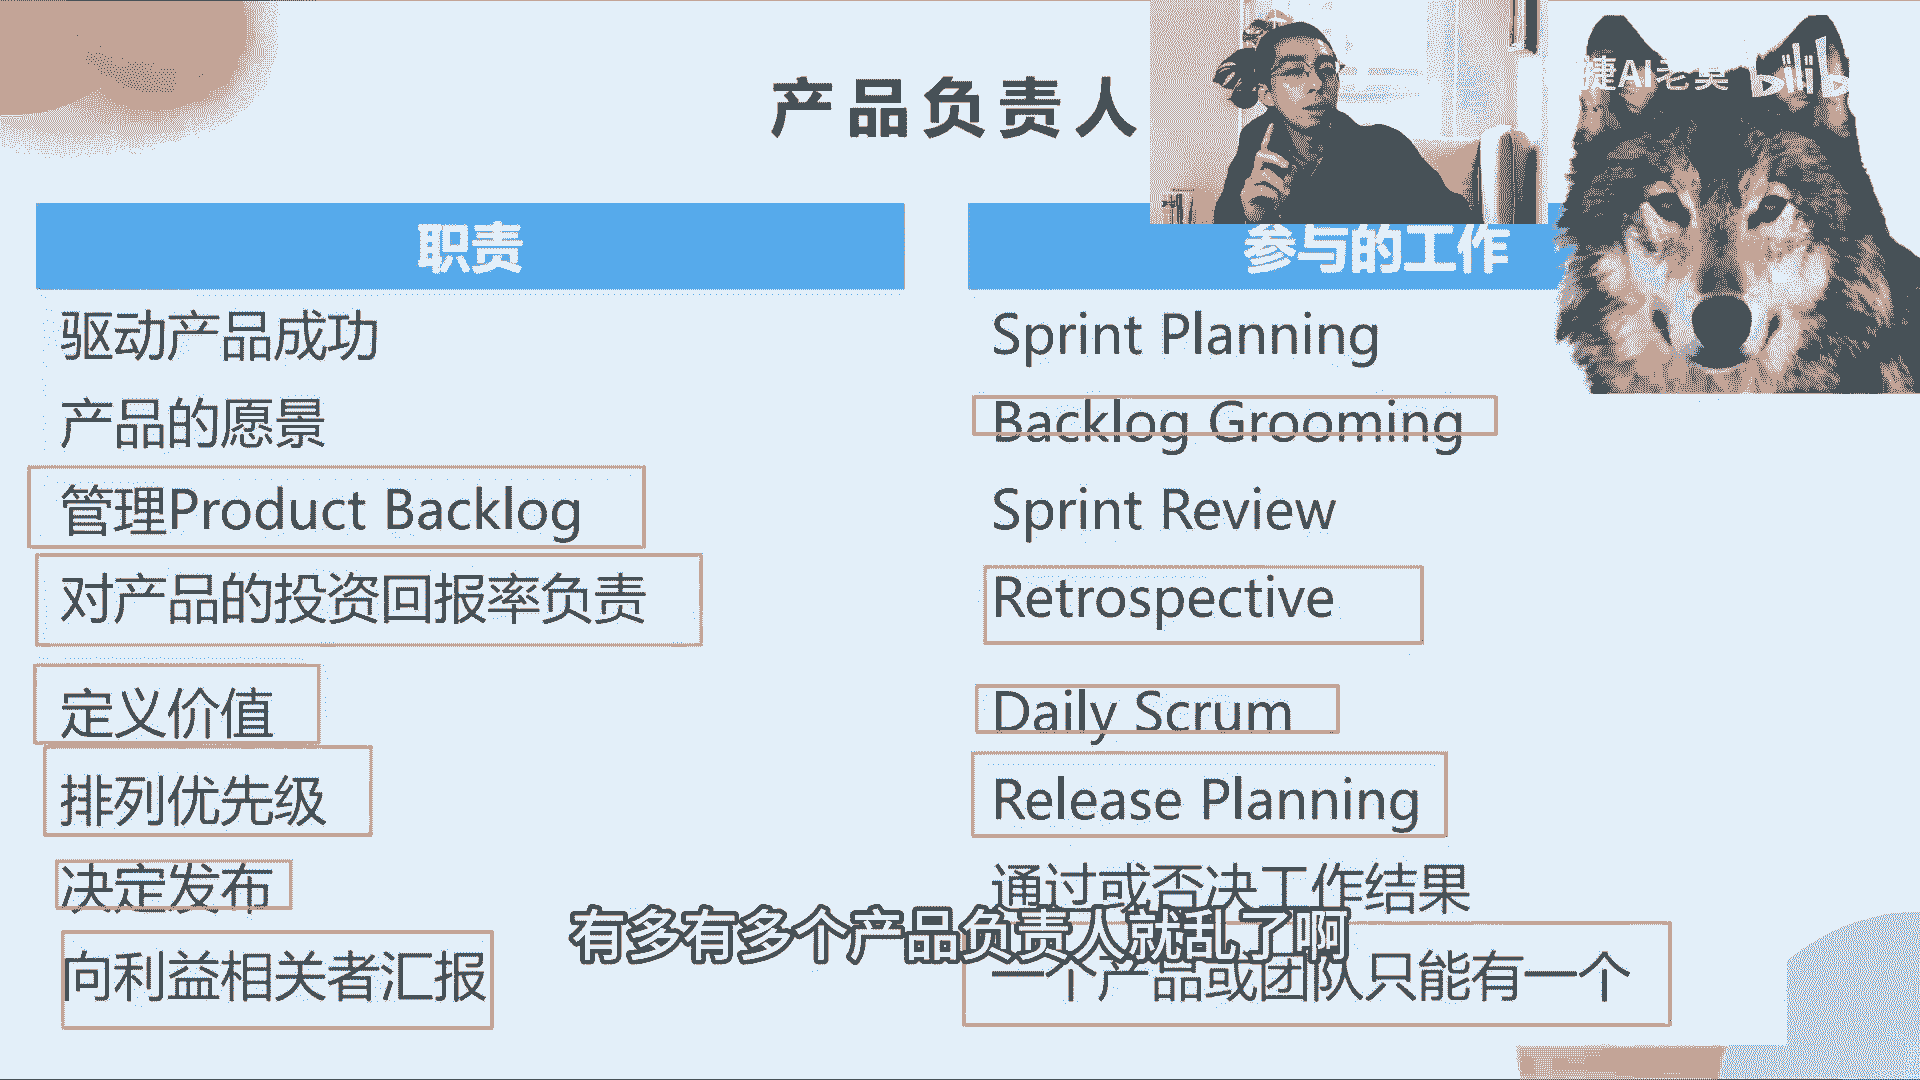 产品负责人
捷AI老莫 bilib
职责
驱动产品成功
产品的愿景
管理Product Backlog
对产品的投资回报率负责
定义价值
排列优先级
决定发布
向利益相关者汇报
参与的工作
Sprint Planning
Backlog Grooming
Sprint Review
Retrospective
Daily Scrum
Release Planning
通过或否决工作结果
一个产品或团队只能有一个
有多有多个产品负责人就乱了啊